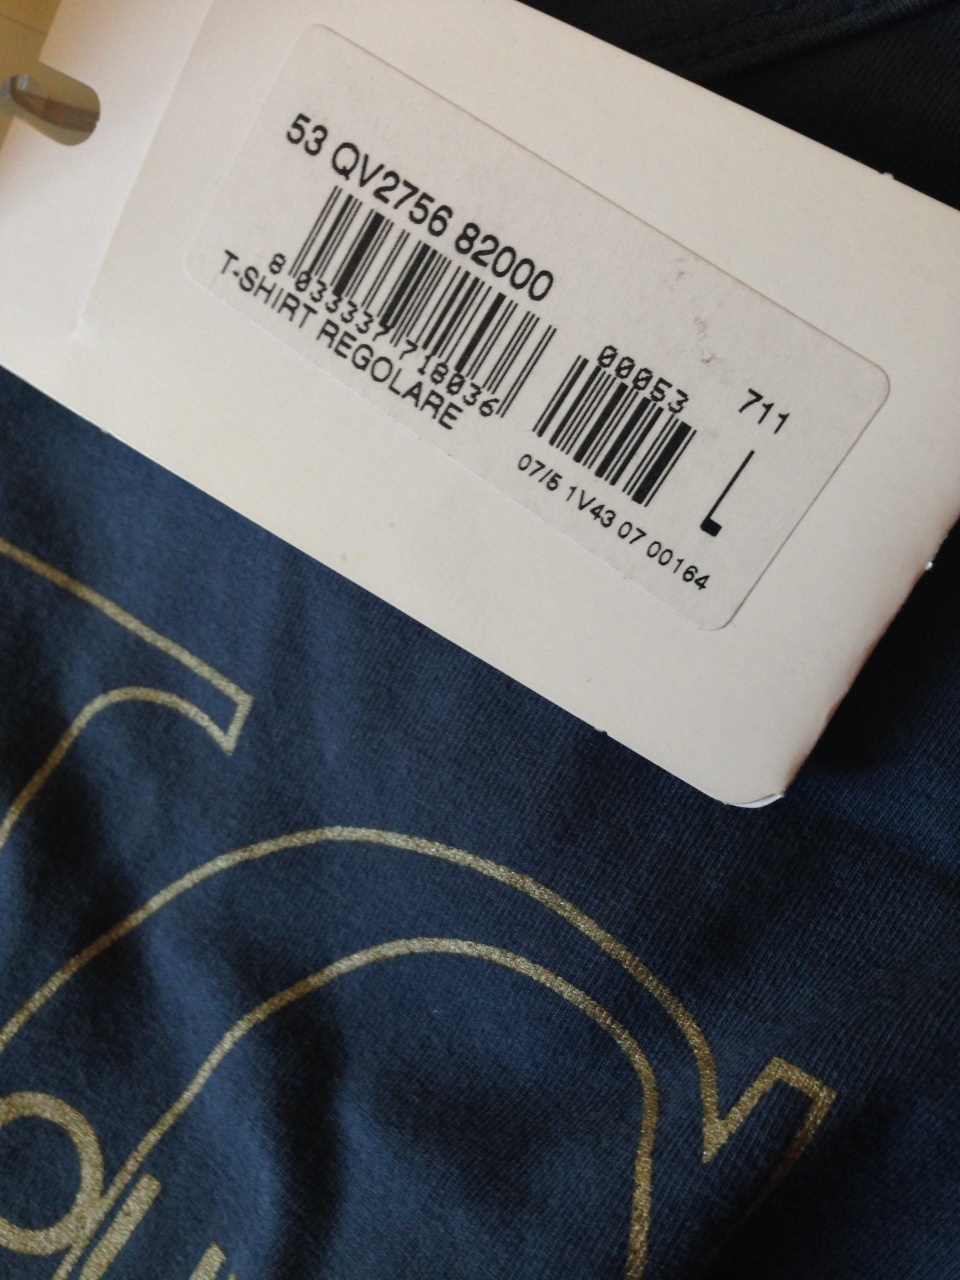 53 QV2756 82000
8 033337 718036
T-SHIRT REGOLARE
00053
711
L
07/5 1V43 07 00164